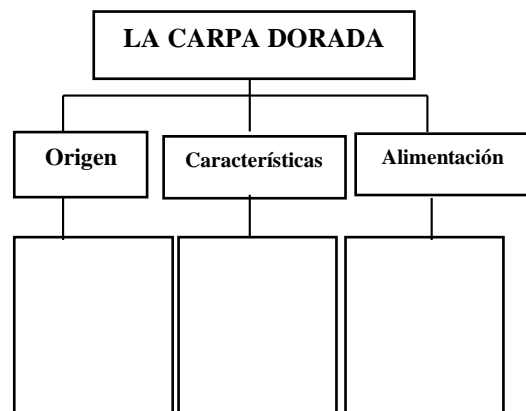 LA CARPA DORADA
Origen
Características
Alimentación